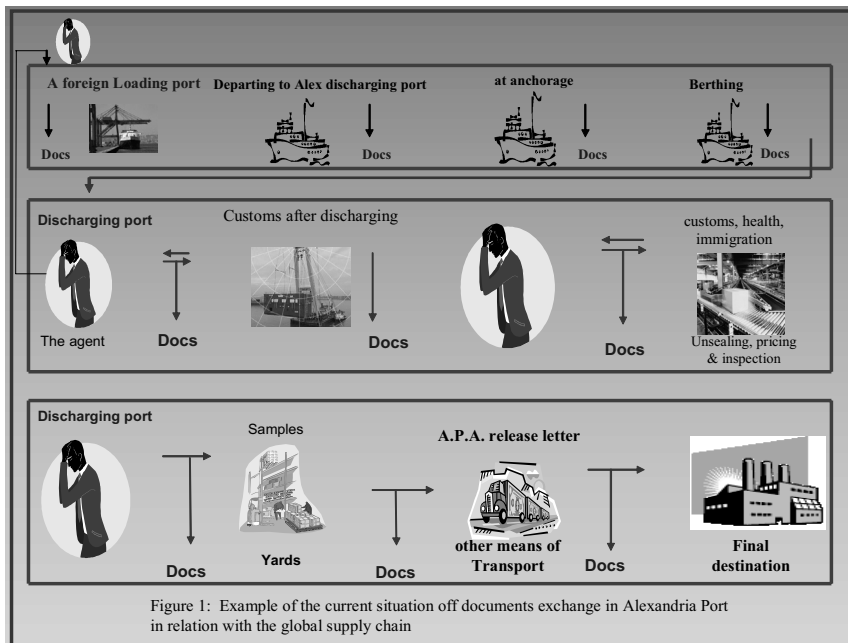 A foreign Loading port
Departing to Alex discharging port
at anchorage
Berthing
Docs
Docs
Docs
Docs
Discharging port
Customs after discharging
customs, health,
immigration
The agent
Docs
Docs
Docs
Unsealing, pricing
& inspection
Discharging port
Samples
A.P.A. release letter
Yards
other means of
Transport
Final
destination
Docs
Docs
Docs
Figure 1: Example of the current situation off documents exchange in Alexandria Port
in relation with the global supply chain